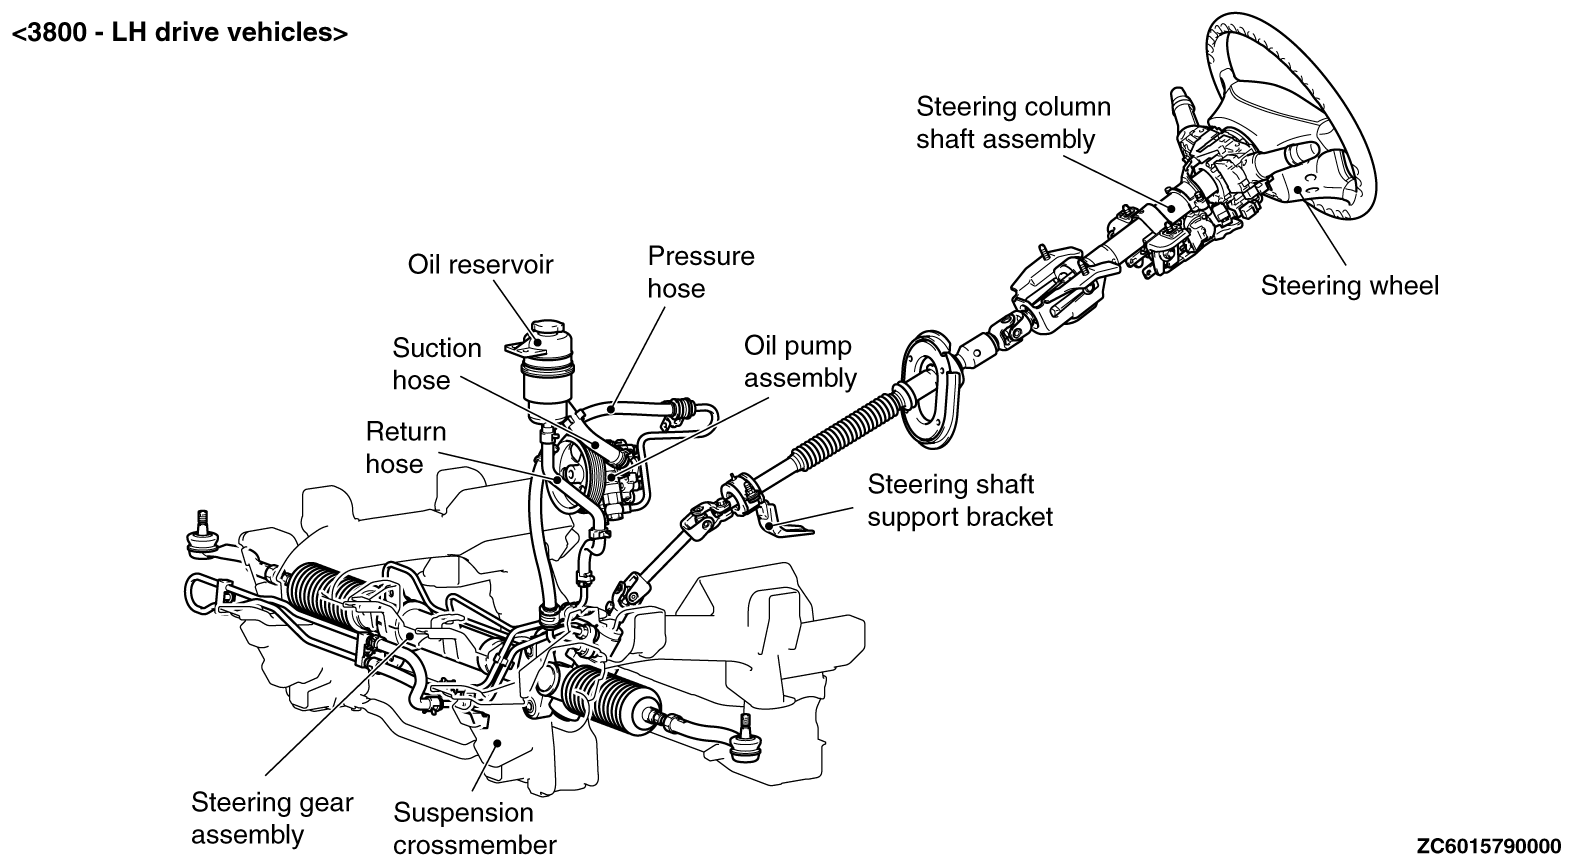 <3800 - LH drive vehicles>
Steering column
shaft assembly
Steering wheel
Pressure
hose
Oil reservoir
Suction
hose
Oil pump
assembly
Return
hose
Steering shaft
support bracket
Steering gear
assembly
Suspension
crossmember
ZC6015790000